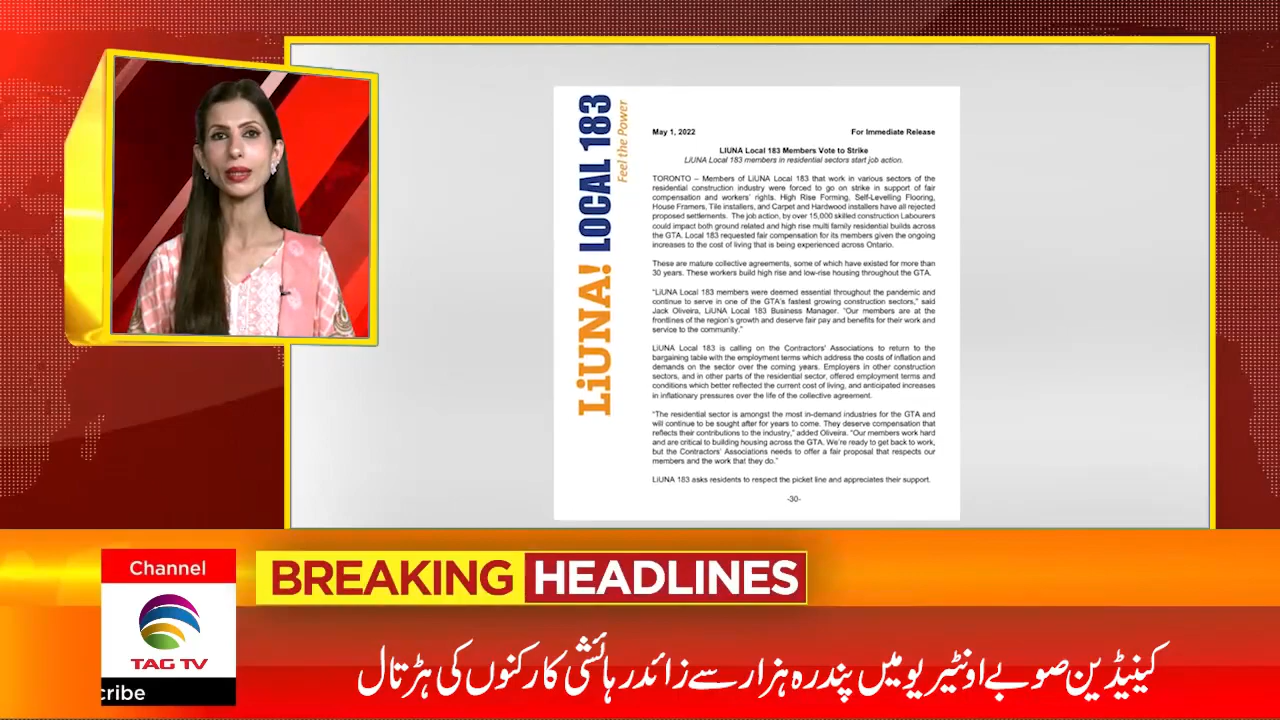 LiUNA! LOCAL 183
Feel the Power
May 1, 2022 For Immediate Release
LIUNA Local 183 Members Vote to Strike
LiUNA Local 183 members in residential sectors start job action.
TORONTO – Members of LiUNA Local 183 that work in various sectors of the
residential construction industry were forced to go on strike in support of fair
compensation and workers' rights. High Rise Forming, Self-Levelling Flooring,
House Framers, Tile installers, and Carpet and Hardwood installers have all rejected
proposed settlements. The job action, by over 15,000 skilled construction Labourers
could impact both ground related and high rise multi family residential builds across
the GTA. Local 183 requested fair compensation for its members given the ongoing
increases to the cost of living that is being experienced across Ontario.
These are mature collective agreements, some of which have existed for more than
30 years. These workers build high rise and low-rise housing throughout the GTA.
"LiUNA Local 183 members were deemed essential throughout the pandemic and
continue to serve in one of the GTA's fastest growing construction sectors," said
Jack Oliveira, LiUNA Local 183 Business Manager. "Our members are at the
frontlines of the region's growth and deserve fair pay and benefits for their work and
service to the community."
LiUNA Local 183 is calling on the Contractors' Associations to return to the
bargaining table with the employment terms which address the costs of inflation and
demands on the sector over the coming years. Employers in other construction
sectors, and in other parts of the residential sector, offered employment terms and
conditions which better reflected the current cost of living, and anticipated increases
in inflationary pressures over the life of the collective agreement.
"The residential sector is amongst the most in-demand industries for the GTA and
will continue to be sought after for years to come. They deserve compensation that
reflects their contributions to the industry," added Oliveira. "Our members work hard
and are critical to building housing across the GTA. We're ready to get back to work,
but the Contractors' Associations needs to offer a fair proposal that respects our
members and the work that they do."
LiUNA 183 asks residents to respect the picket line and appreciates their support.
-30-
Channel
TAG TV
cribe
BREAKING HEADLINES
کینیڈین صوبے اونٹیریو میں پندرہ ہزار سے زائد رہائشی کارکنوں کی ہڑتال